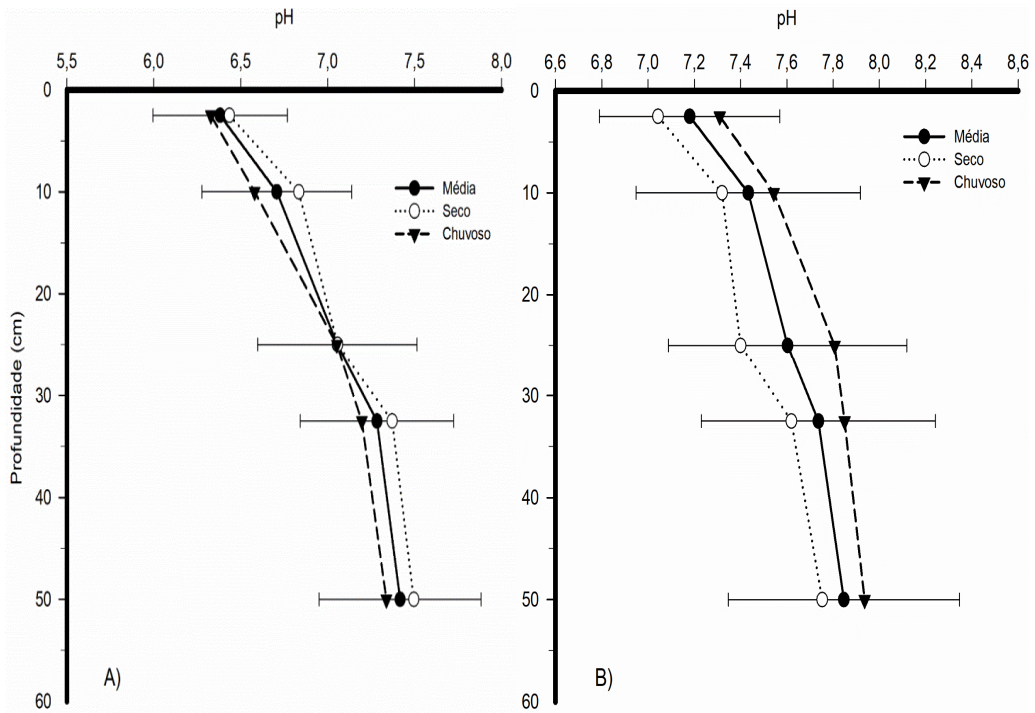 pH
5,5 6,0 6,5 7,0 7,5 8,0
0
10
20
30
40
50
60
Profundidade (cm)
Média
Seco
Chuvoso
A)
pH
6,6 6,8 7,0 7,2 7,4 7,6 7,8 8,0 8,2 8,4 8,6
0
10
20
30
40
50
60
Média
Seco
Chuvoso
B)